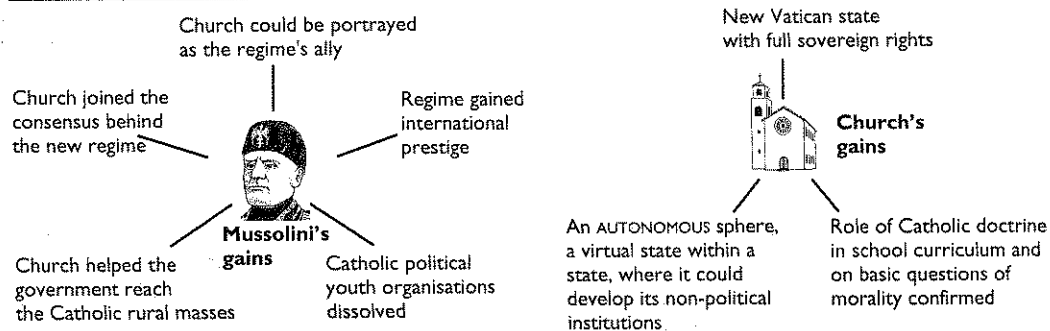 Church could be portrayed
as the regime's ally
Church joined the
consensus behind
the new regime
Regime gained
international
prestige
Mussolini's
gains
Church helped the
government reach
the Catholic rural masses
Catholic political
youth organisations
dissolved
New Vatican state
with full sovereign rights
Church's
gains
An AUTONOMOUS sphere,
a virtual state within a
state, where it could
develop its non-political
institutions
Role of Catholic doctrine
in school curriculum and
on basic questions of
morality confirmed